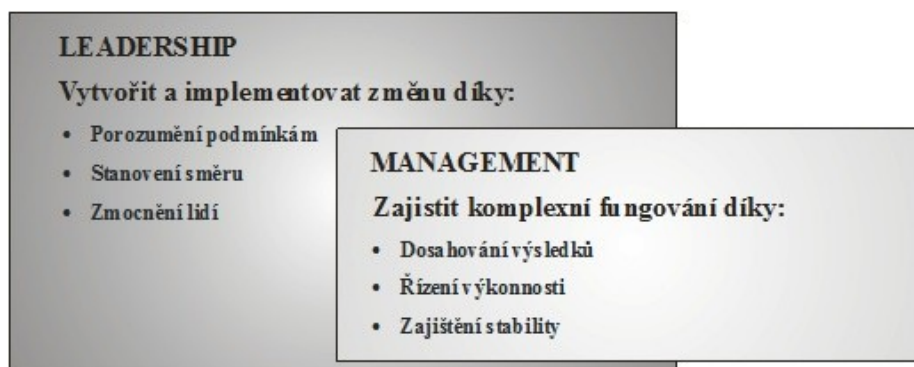 LEADERSHIP
Vytvořit a implementovat změnu díky:
• Porozumění podmínkám
• Stanovení směru
• Zmocnění lidí
MANAGEMENT
Zajistit komplexní fungování díky:
• Dosahování výsledků
• Řízení výkonnosti
• Zajištění stability